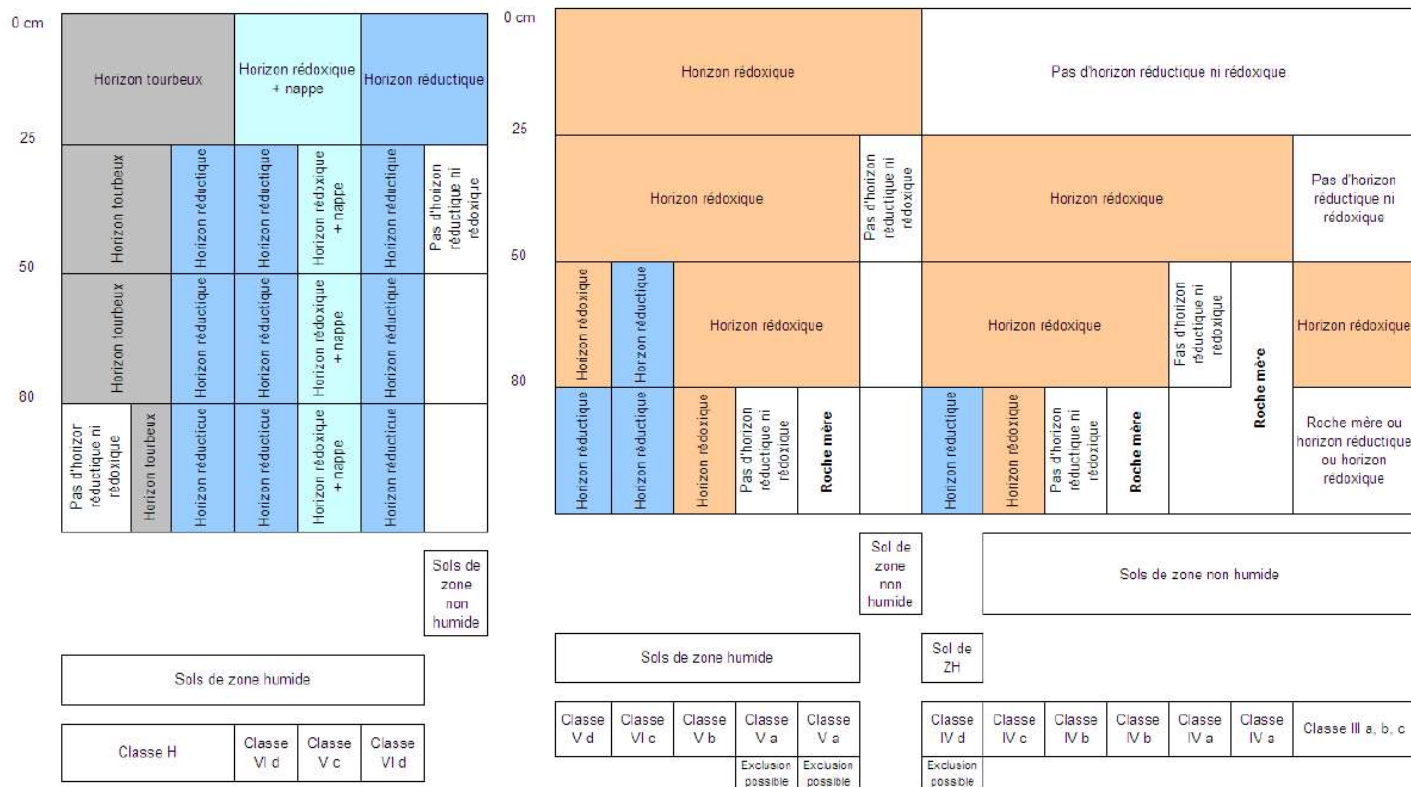 0 cm
Horizon tourbeux
Horizon rédoxique
+ nappe
Horizon réductique
25
Horizon tourbeux
Horizon réductique
Horizon réductique
Horizon rédoxique
+ nappe
Horizon réductique
Pas d'horizon
réductique ni
rédoxique
50
Horizon tourbeux
Horizon réductique
Horizon réductique
Horizon rédoxique
+ nappe
Horizon réductique
80
Pas d'horizor
réductique ni
rédoxique
Horizon tourbeux
Horizon réducticue
Horizon réductique
Horizon rédoxique
+ nappe
Horizon réducticue
Sols de
zone
non
humide
Sols de zone humide
Classe H
Classe
VI d
Classe
V c
Classe
VI d
0 cm
Horzon rédoxique
Pas d'horizon réductique ni rédoxique
25
Horizon rédoxique
Pas d'horizon
réductique ni
rédoxique
Horizon rédoxique
Pas d'horizon
réductique ni
rédoxique
50
Horizon rédoxique
Horzon réductique
Horizon rédoxique
Horizon rédoxique
Fas d'horizon
réductique ni
rédoxique
Roche mère
Horizon rédoxique
80
Horizon réductique
Horizon réductique
Horizon rédoxique
Pas d'horizon
réductique ni
rédoxique
Roche mère
Horizon réductique
Horizon rédoxique
Pas d'horizon
réductique ni
rédoxique
Roche mère
Roche mère ou
horizon réductique
ou horizon
rédoxique
Sol de
zone
non
humide
Sols de zone non humide
Sols de zone humide
Sol de
ZH
Classe
V d
Classe
VI c
Classe
V b
Classe
V a
Classe
V a
Classe
IV d
Classe
IV c
Classe
IV b
Classe
IV b
Classe
IV a
Classe
IV a
Classe III a, b, c
Exclusion
possible
Exclusion
possible
Exclusion
possible